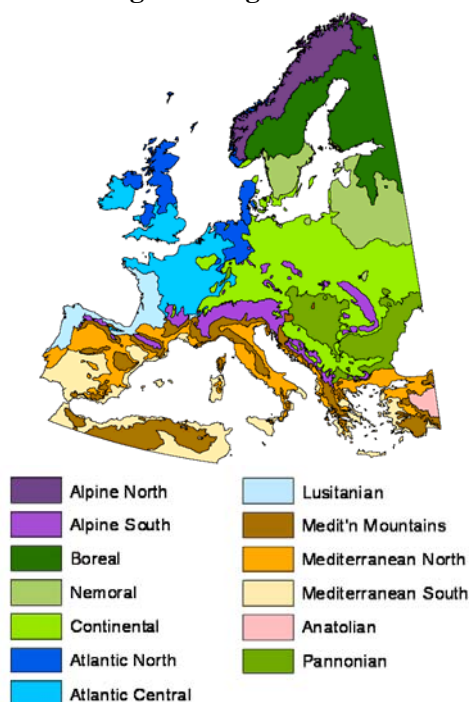 Alpine North
Alpine South
Boreal
Nemoral
Continental
Atlantic North
Atlantic Central
Lusitanian
Medit'n Mountains
Mediterranean North
Mediterranean South
Anatolian
Pannonian